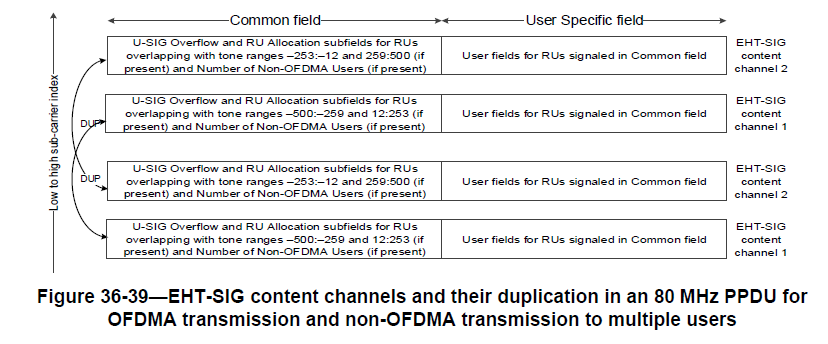 Common field
User Specific field
Low to high sub-carrier index
U-SIG Overflow and RU Allocation subfields for RUs
overlapping with tone ranges –253:–12 and 259:500 (if
present) and Number of Non-OFDMA Users (if present)
User fields for RUs signaled in Common field
EHT-SIG
content
channel 2
U-SIG Overflow and RU Allocation subfields for RUs
overlapping with tone ranges –500:–259 and 12:253 (if
present) and Number of Non-OFDMA Users (if present)
User fields for RUs signaled in Common field
EHT-SIG
content
channel 1
DUP
DUP
U-SIG Overflow and RU Allocation subfields for RUs
overlapping with tone ranges –253:–12 and 259:500 (if
present) and Number of Non-OFDMA Users (if present)
User fields for RUs signaled in Common field
EHT-SIG
content
channel 2
U-SIG Overflow and RU Allocation subfields for RUs
overlapping with tone ranges –500:–259 and 12:253 (if
present) and Number of Non-OFDMA Users (if present)
User fields for RUs signaled in Common field
EHT-SIG
content
channel 1
Figure 36-39—EHT-SIG content channels and their duplication in an 80 MHz PPDU for
OFDMA transmission and non-OFDMA transmission to multiple users